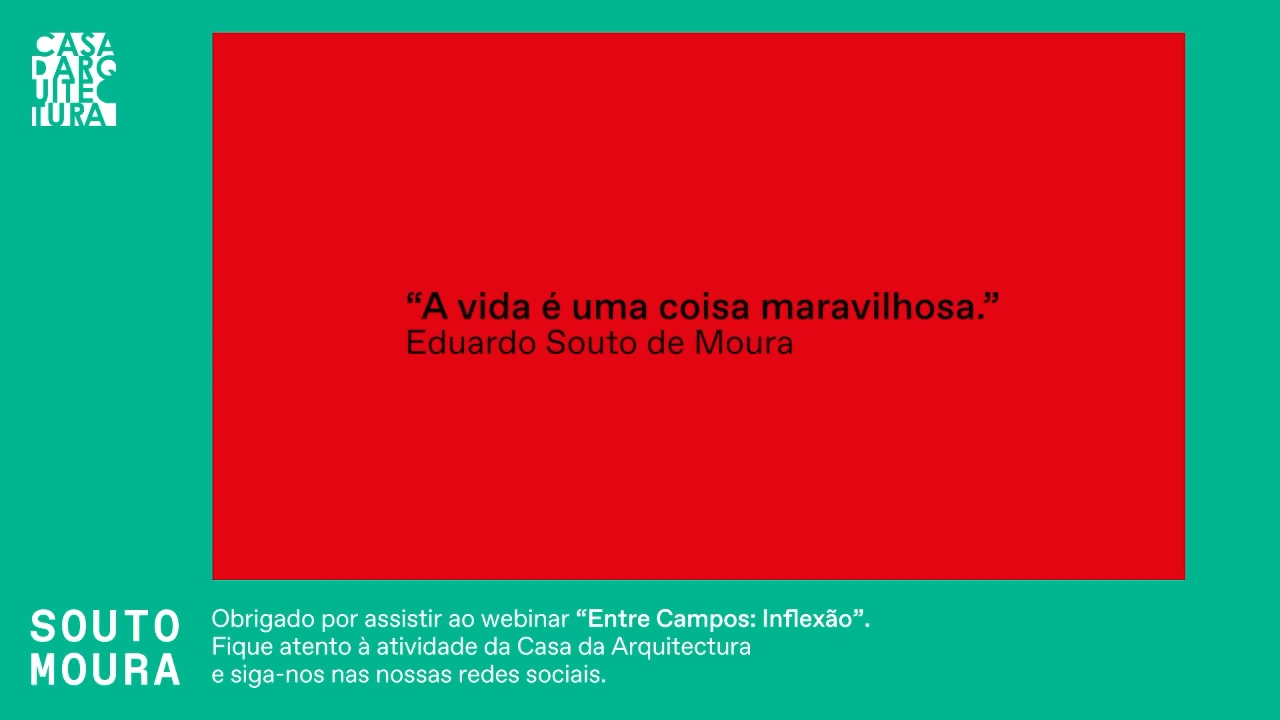 CASA
DARQ
UITEC
TURA
“A vida é uma coisa maravilhosa.”
Eduardo Souto de Moura
SOUTO
MOURA
Obrigado por assistir ao webinar “Entre Campos: Inflexão”.
Fique atento à atividade da Casa da Arquitectura
e siga-nos nas nossas redes sociais.